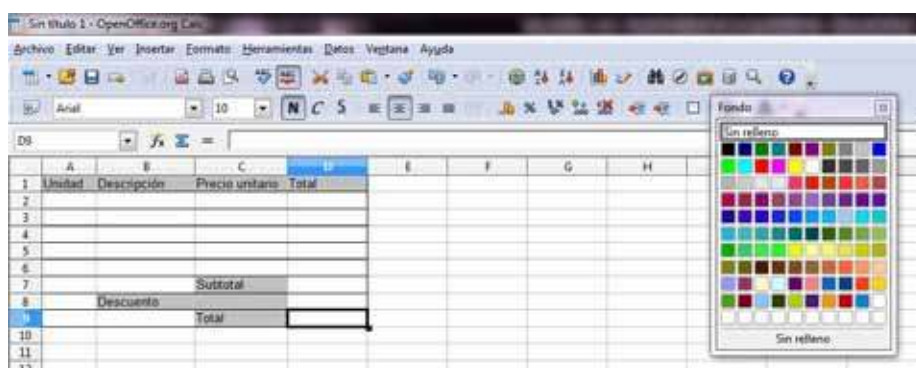 Sin título 1 - OpenOffice.org Calc
Archivo Editar Ver Insertar Formato Herramientas Datos Ventana Ayuda
Arial 10 N C S
Fondo
D9 =
Sin relleno
A B C D E F G H
1 Unidad Descripción Precio unitario Total
2
3
4
5
6
7 Subtotal
8 Descuento
9 Total
10
11
12
Sin relleno